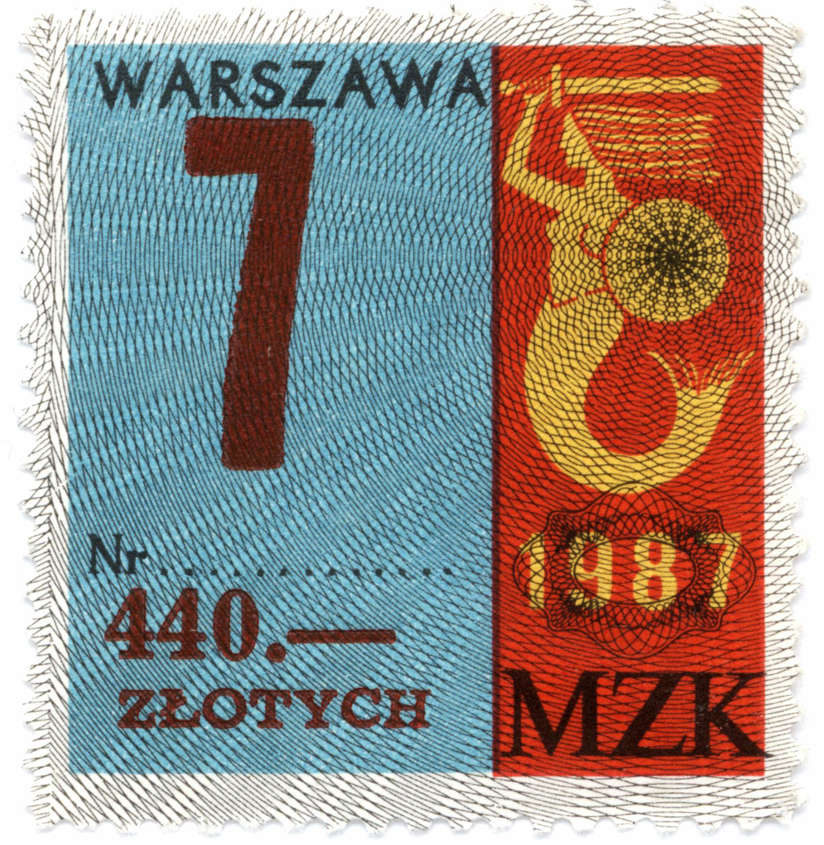 WARSZAWA
7
Nr..............
440.—
ZŁOTYCH
1987
MZK